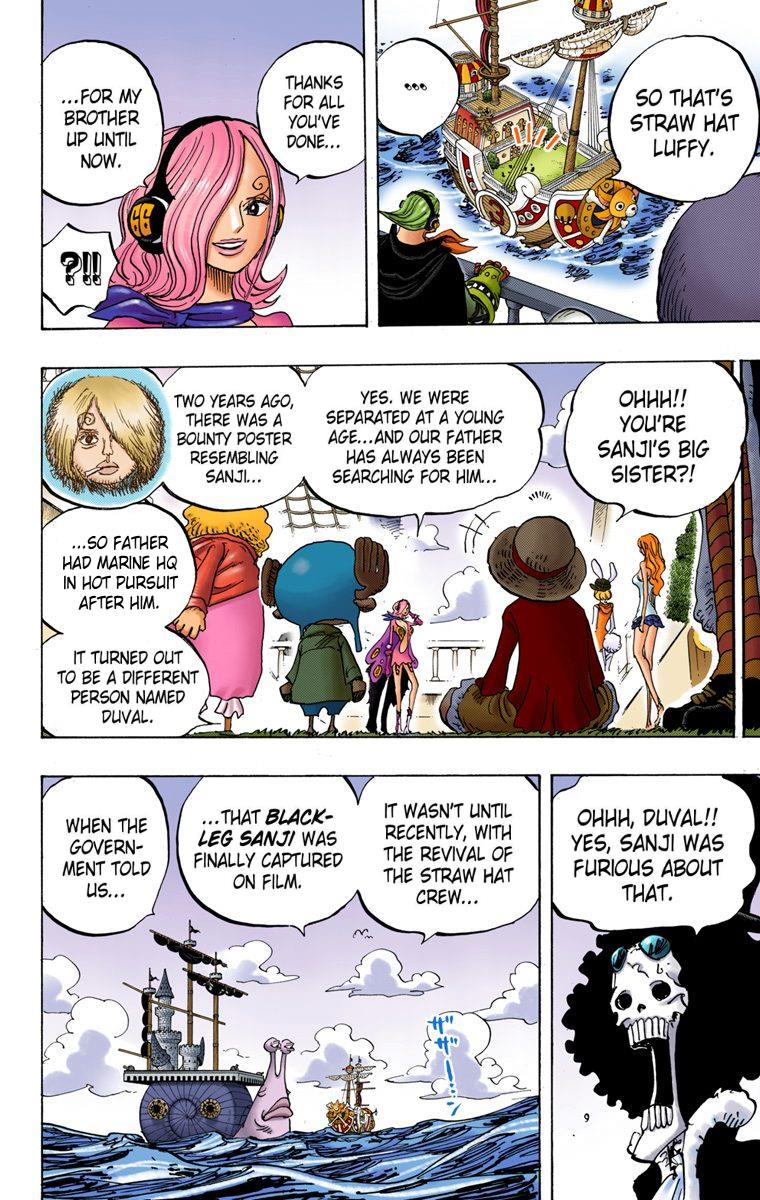 SO THAT'S
STRAW HAT
LUFFY.
...
THANKS
FOR ALL
YOU'VE
DONE...
...FOR MY
BROTHER
UP UNTIL
NOW.
?!!
66
OHHH!!
YOU'RE
SANJI'S BIG
SISTER?!
YES. WE WERE
SEPARATED AT A YOUNG
AGE...AND OUR FATHER
HAS ALWAYS BEEN
SEARCHING FOR HIM...
TWO YEARS AGO,
THERE WAS A
BOUNTY POSTER
RESEMBLING
SANJI...
...SO FATHER
HAD MARINE HQ
IN HOT PURSUIT
AFTER HIM.
IT TURNED OUT
TO BE A DIFFERENT
PERSON NAMED
DUVAL.
OHHH, DUVAL!!
YES, SANJI WAS
FURIOUS ABOUT
THAT.
IT WASN'T UNTIL
RECENTLY, WITH
THE REVIVAL OF
THE STRAW HAT
CREW...
...THAT BLACK-
LEG SANJI WAS
FINALLY CAPTURED
ON FILM.
WHEN THE
GOVERN-
MENT TOLD
US...
ザザーン…